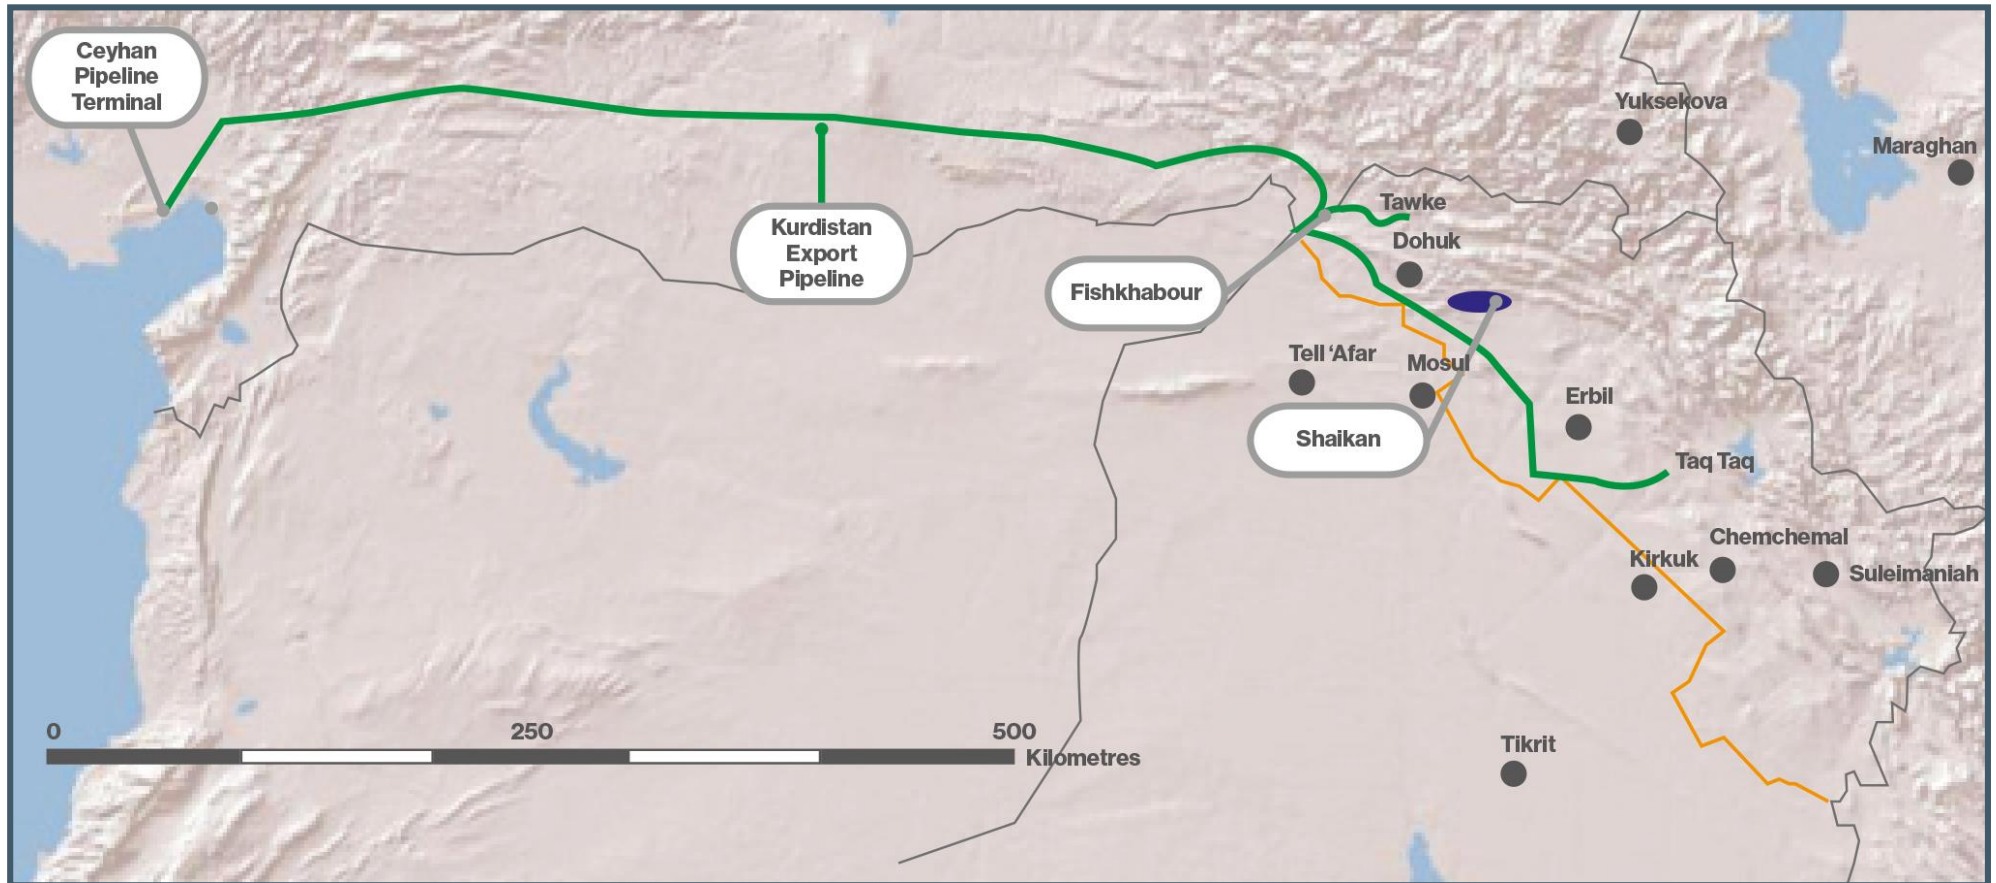 Ceyhan
Pipeline
Terminal
Yuksekova
Maraghan
Tawke
Kurdistan
Export
Pipeline
Dohuk
Fishkhabour
Tell ‘Afar
Mosul
Erbil
Shaikan
Taq Taq
Chemchemal
Kirkuk
Suleimaniah
0 250 500
Kilometres
Tikrit